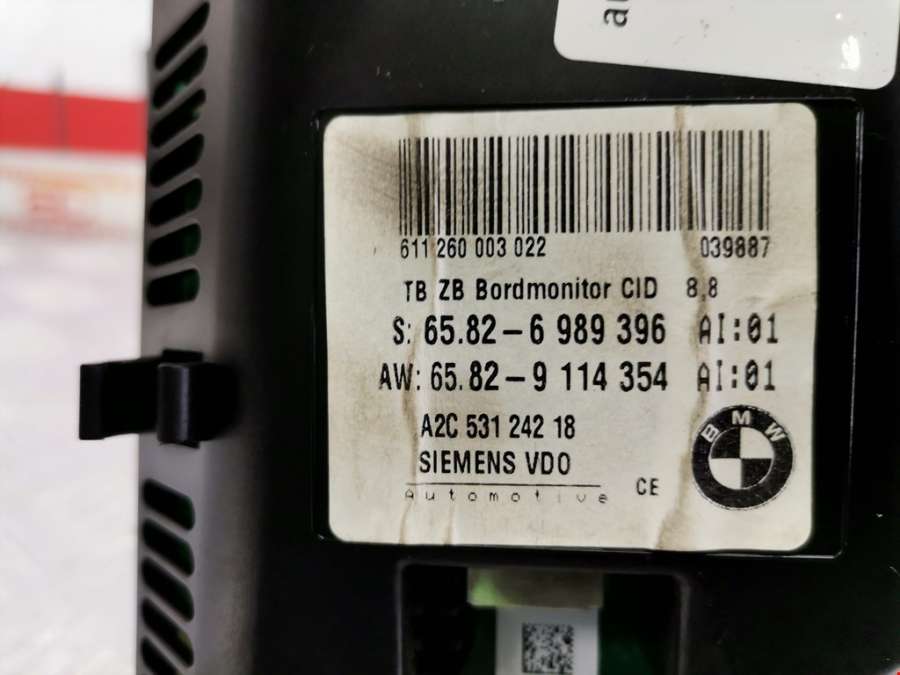 611 260 003 022 039887
TB ZB Bordmonitor CID 8,8
S: 65.82-6 989 396 AI:01
AW: 65.82-9 114 354 AI:01
A2C 531 242 18
BMW
SIEMENS VDO
Automotive CE